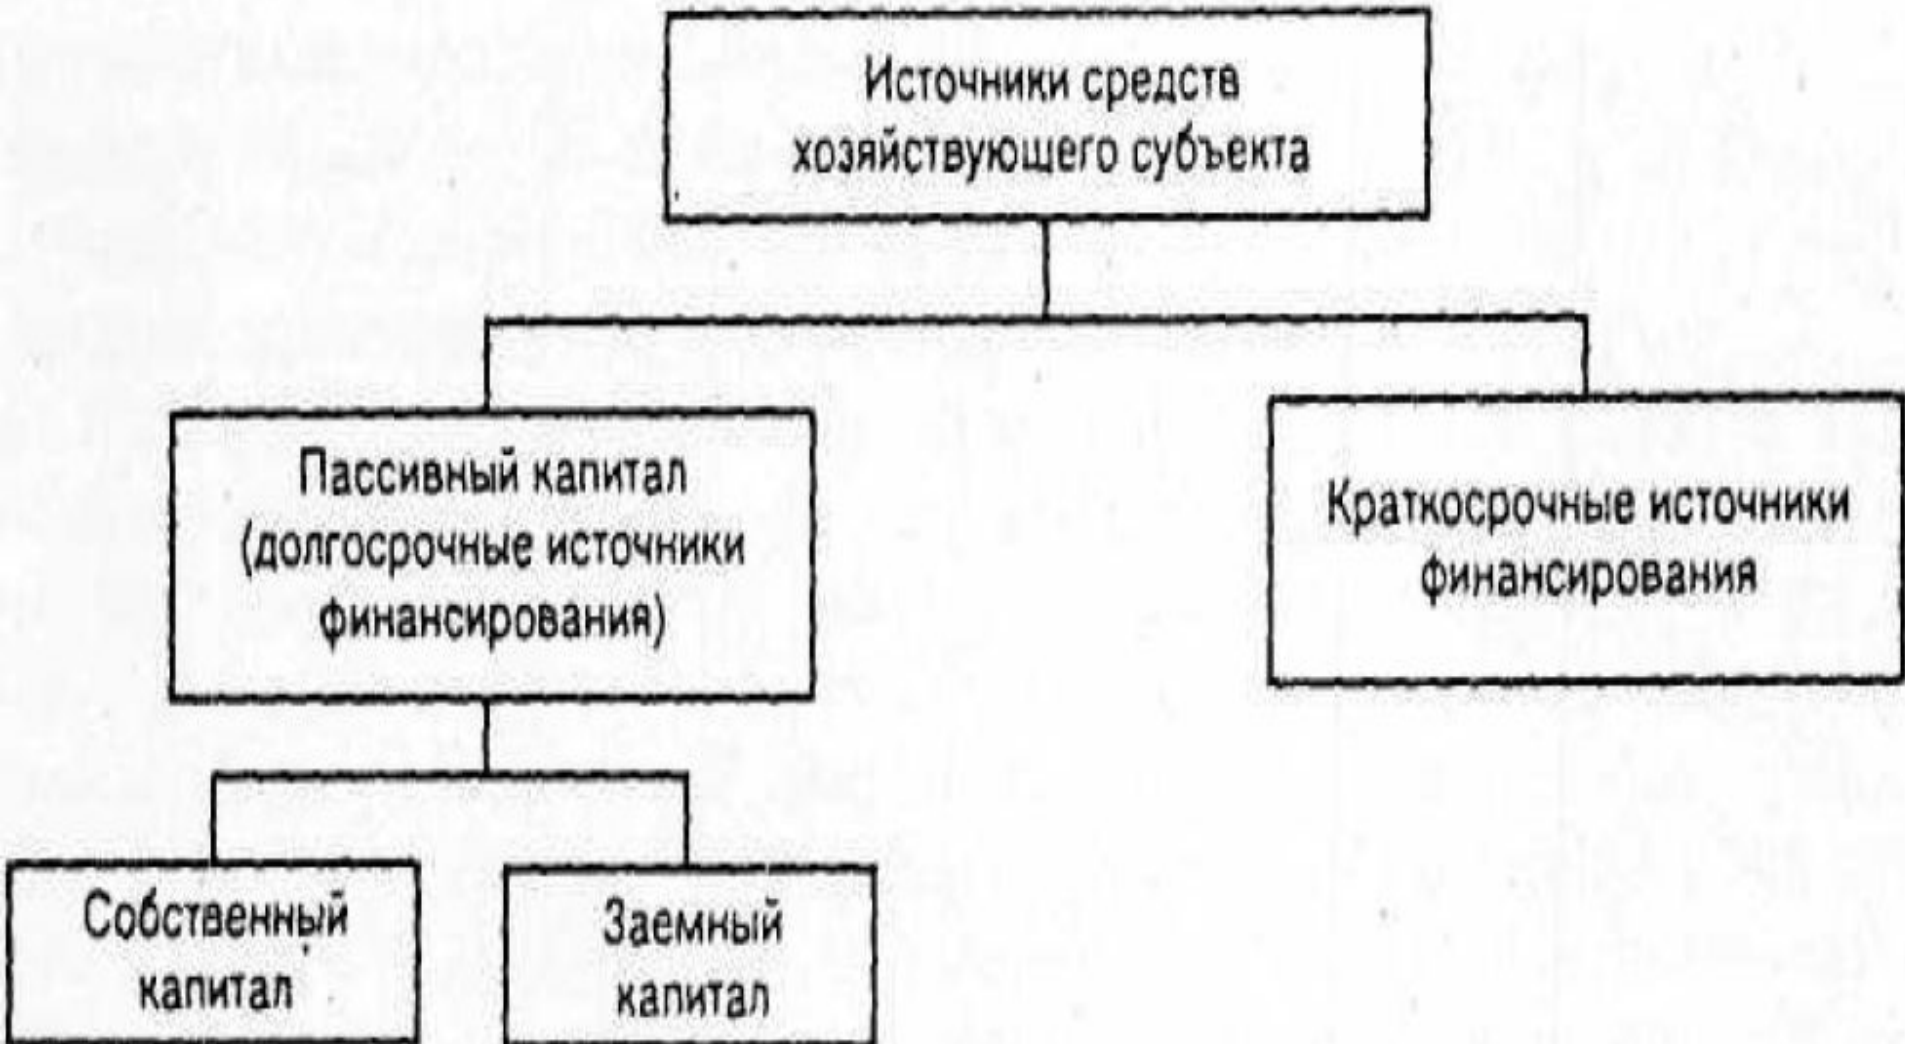 Источники средств
хозяйствующего субъекта
Пассивный капитал
(долгосрочные источники
финансирования)
Краткосрочные источники
финансирования
Собственный
капитал
Заемный
капитал